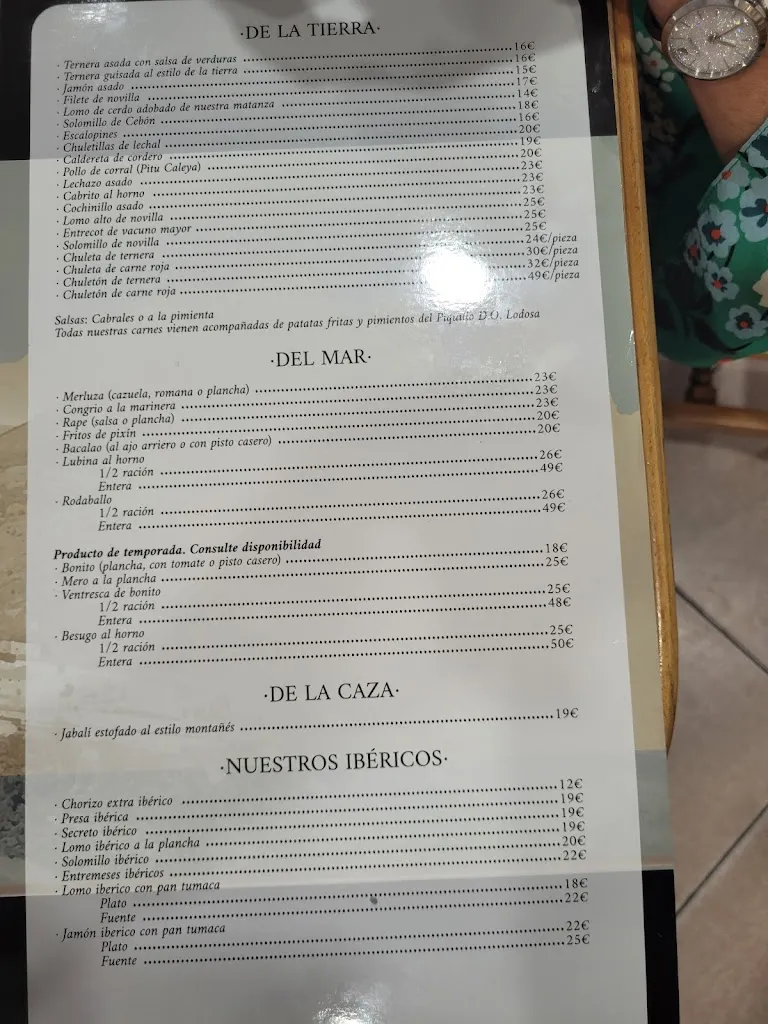 ·DE LA TIERRA·
· Ternera asada con salsa de verduras 16€
· Ternera guisada al estilo de la tierra 16€
· Jamón asado 15€
· Filete de novilla 17€
· Lomo de cerdo adobado de nuestra matanza 14€
· Solomillo de Cebón 18€
· Escalopines 16€
· Chuletillas de lechal 20€
· Caldereta de cordero 19€
· Pollo de corral (Pitu Caleya) 20€
· Lechazo asado 23€
· Cabrito al horno 23€
· Cochinillo asado 23€
· Lomo alto de novilla 25€
· Entrecot de vacuno mayor 25€
· Solomillo de novilla 25€
· Chuleta de ternera 24€/pieza
· Chuleta de carne roja 30€/pieza
· Chuletón de ternera 32€/pieza
· Chuletón de carne roja 49€/pieza
Salsas: Cabrales o a la pimienta
Todas nuestras carnes vienen acompañadas de patatas fritas y pimientos del Piquillo D.O. Lodosa
·DEL MAR·
· Merluza (cazuela, romana o plancha) 23€
· Congrio a la marinera 23€
· Rape (salsa o plancha) 23€
· Fritos de pixín 20€
· Bacalao (al ajo arriero o con pisto casero) 20€
· Lubina al horno
1/2 ración 26€
Entera 49€
· Rodaballo
1/2 ración 26€
Entera 49€
Producto de temporada. Consulte disponibilidad
· Bonito (plancha, con tomate o pisto casero) 18€
· Mero a la plancha 25€
· Ventresca de bonito
1/2 ración 25€
Entera 48€
· Besugo al horno
1/2 ración 25€
Entera 50€
·DE LA CAZA·
· Jabalí estofado al estilo montañés 19€
·NUESTROS IBÉRICOS·
· Chorizo extra ibérico 12€
· Presa ibérica 19€
· Secreto ibérico 19€
· Lomo ibérico a la plancha 19€
· Solomillo ibérico 20€
· Entremeses ibéricos 22€
· Lomo iberico con pan tumaca
Plato 18€
Fuente 22€
· Jamón iberico con pan tumaca
Plato 22€
Fuente 25€